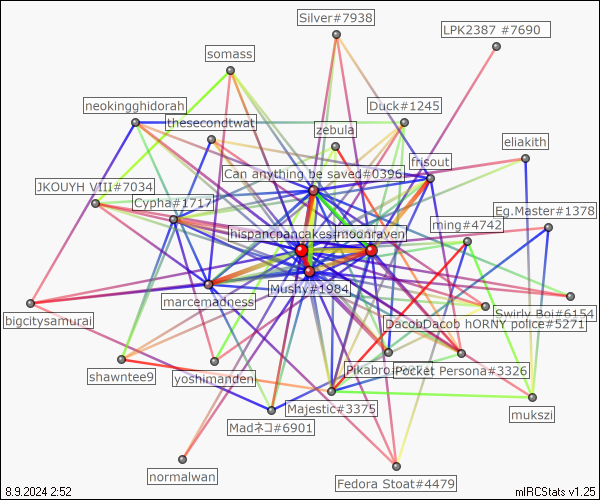 Silver#7938
LPK2387 #7690
somass
neokingghidorah
Duck#1245
thesecondtwat
zebula
eliakith
frisout
Can anything be saved#0396
JKOUYH VIII#7034
Cypha#1717
Eg.Master#1378
ming#4742
hispancpancakes
moonraven
Mushy#1984
marcemadness
Swirly Boi#6154
bigcitysamurai
DacobDacob hORNY police#5271
shawntee9
yoshimanden
Pikabro
Pocket Persona#3326
Majestic#3375
mukszi
Madネコ#6901
normalwan
Fedora Stoat#4479
8.9.2024 2:52
mIRCStats v1.25